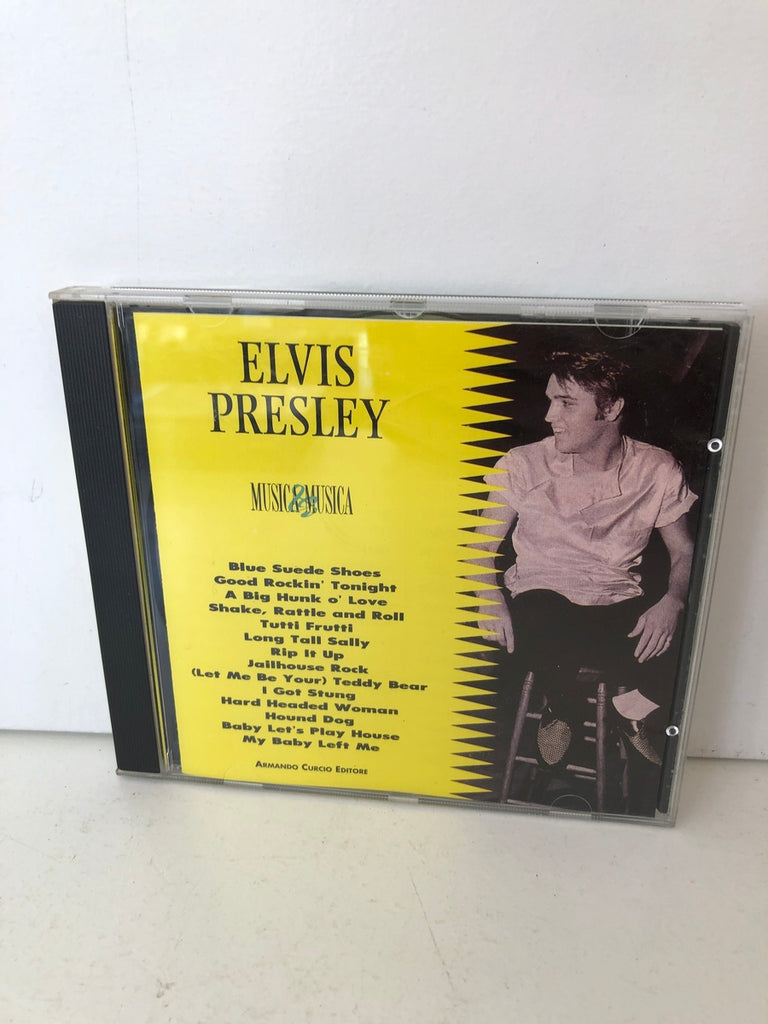 ELVIS
PRESLEY
MUSICA & MUSICA
Blue Suede Shoes
Good Rockin' Tonight
A Big Hunk o' Love
Shake, Rattle and Roll
Tutti Frutti
Long Tall Sally
Rip It Up
Jailhouse Rock
(Let Me Be Your) Teddy Bear
I Got Stung
Hard Headed Woman
Hound Dog
Baby Let's Play House
My Baby Left Me
ARMANDO CURCIO EDITORE